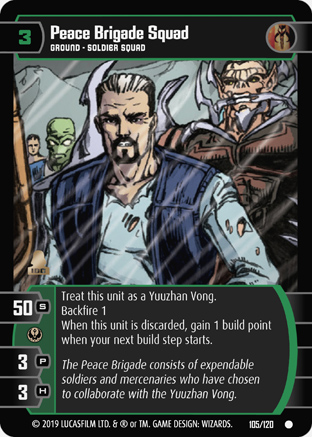 3
Peace Brigade Squad
GROUND - SOLDIER SQUAD
50 S
Treat this unit as a Yuuzhan Vong.
Backfire 1
When this unit is discarded, gain 1 build point
when your next build step starts.
3 P
The Peace Brigade consists of expendable
soldiers and mercenaries who have chosen
to collaborate with the Yuuzhan Vong.
3 H
© 2019 LUCASFILM LTD. & ® or TM. GAME DESIGN: WIZARDS.
105/120